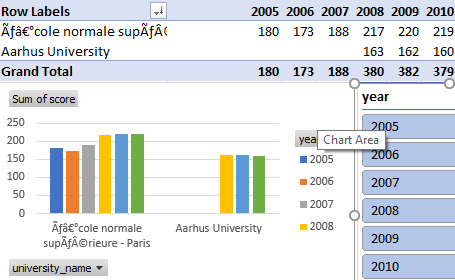 Row Labels 2005 2006 2007 2008 2009 2010
Ãƒâ€°cole normale supÃƒÂ© 180 173 188 217 220 219
Aarhus University 163 162 160
Grand Total 180 173 188 380 382 379
Sum of score
250
200
150
100
50
0
Ãƒâ€°cole normale
supÃƒÂ©rieure - Paris
Aarhus University
university_name
year
Chart Area
2005
2006
2007
2008
year
2005
2006
2007
2008
2009
2010